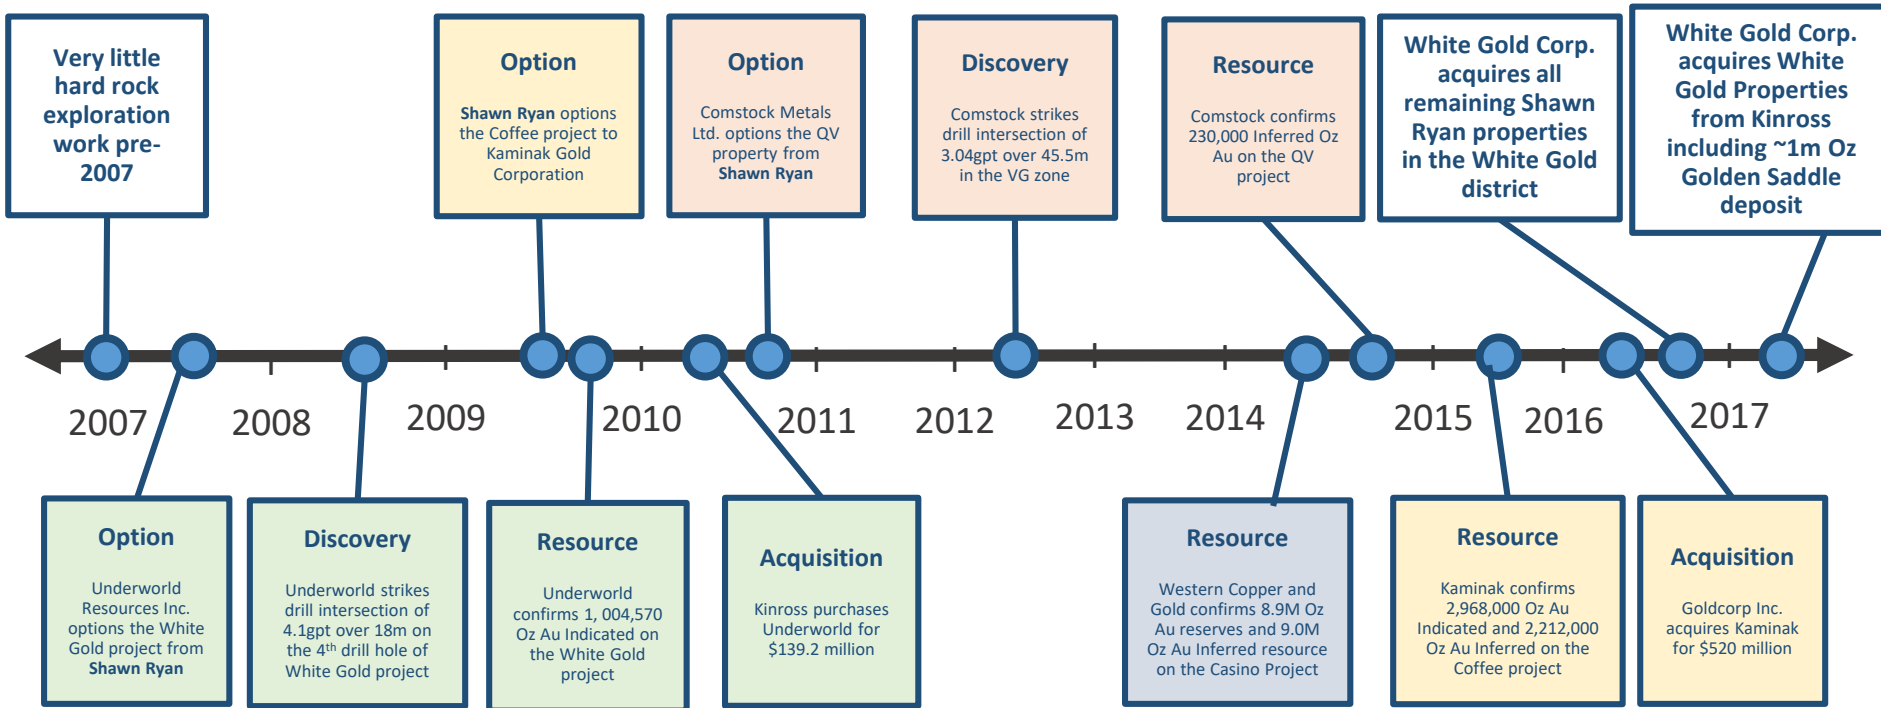 Very little
hard rock
exploration
work pre-
2007
Option
Shawn Ryan options
the Coffee project to
Kaminak Gold
Corporation
Option
Comstock Metals
Ltd. options the QV
property from
Shawn Ryan
Discovery
Comstock strikes
drill intersection of
3.04gpt over 45.5m
in the VG zone
Resource
Comstock confirms
230,000 Inferred Oz
Au on the QV
project
White Gold Corp.
acquires all
remaining Shawn
Ryan properties
in the White Gold
district
White Gold Corp.
acquires White
Gold Properties
from Kinross
including ~1m Oz
Golden Saddle
deposit
2007
2008
2009
2010
2011
2012
2013
2014
2015
2016
2017
Option
Underworld
Resources Inc.
options the White
Gold project from
Shawn Ryan
Discovery
Underworld strikes
drill intersection of
4.1gpt over 18m on
the 4th drill hole of
White Gold project
Resource
Underworld
confirms 1, 004,570
Oz Au Indicated on
the White Gold
project
Acquisition
Kinross purchases
Underworld for
$139.2 million
Resource
Western Copper and
Gold confirms 8.9M Oz
Au reserves and 9.0M
Oz Au Inferred resource
on the Casino Project
Resource
Kaminak confirms
2,968,000 Oz Au
Indicated and 2,212,000
Oz Au Inferred on the
Coffee project
Acquisition
Goldcorp Inc.
acquires Kaminak
for $520 million